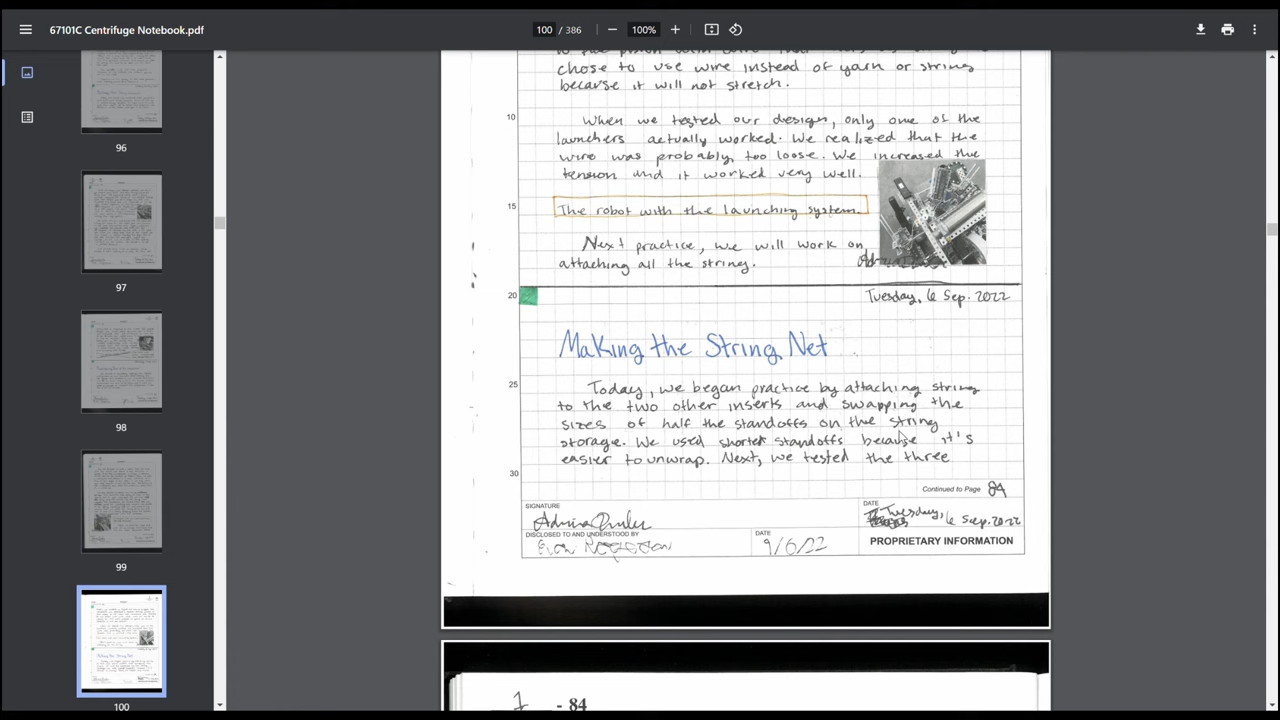 67101C Centrifuge Notebook.pdf
100 / 386
100%
96
97
98
99
100
chose to use wire instead of yarn or string
because it will not stretch.
10
When we tested our design, only one of the
launchers actually worked. We realized that the
wire was probably too loose. We increased the
tension and it worked very well.
15
The robot with the launching system.
Next practice, we will work on
attaching all the string.
20
Tuesday, 6 Sep. 2022
Making the String Net
25
Today, we began practice by attaching string
to the two other inserts and swapping the
sizes of half the standoffs on the string
storage. We used shorter standoffs because it's
easier to unwrap. Next, we tested the three
30
Continued to Page 84
SIGNATURE
DATE
Tuesday,
6 Sep. 2022
DISCLOSED TO AND UNDERSTOOD BY
DATE
9/6/22
PROPRIETARY INFORMATION
- 84